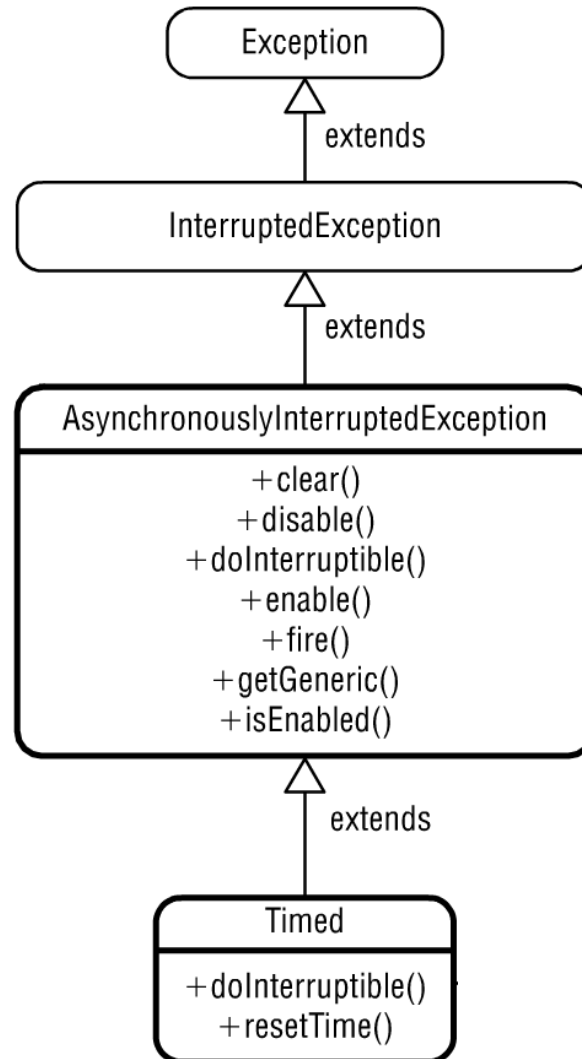 Exception
extends
InterruptedException
extends
AsynchronouslyInterruptedException
+clear()
+disable()
+doInterruptible()
+enable()
+fire()
+getGeneric()
+isEnabled()
extends
Timed
+doInterruptible()
+resetTime()